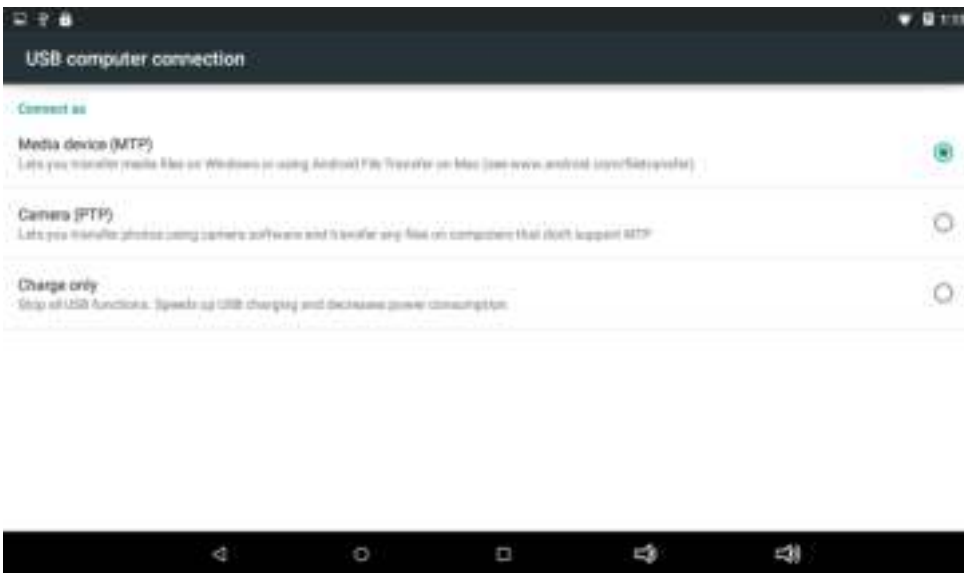 USB computer connection
Connect as
Media device (MTP)
Lets you transfer media files on Windows or using Android File Transfer on Mac (see www.android.com/filetransfer)
Camera (PTP)
Lets you transfer photos using camera software and transfer any files on computers that don't support MTP
Charge only
Stop all USB functions. Speeds up USB charging and decreases power consumption